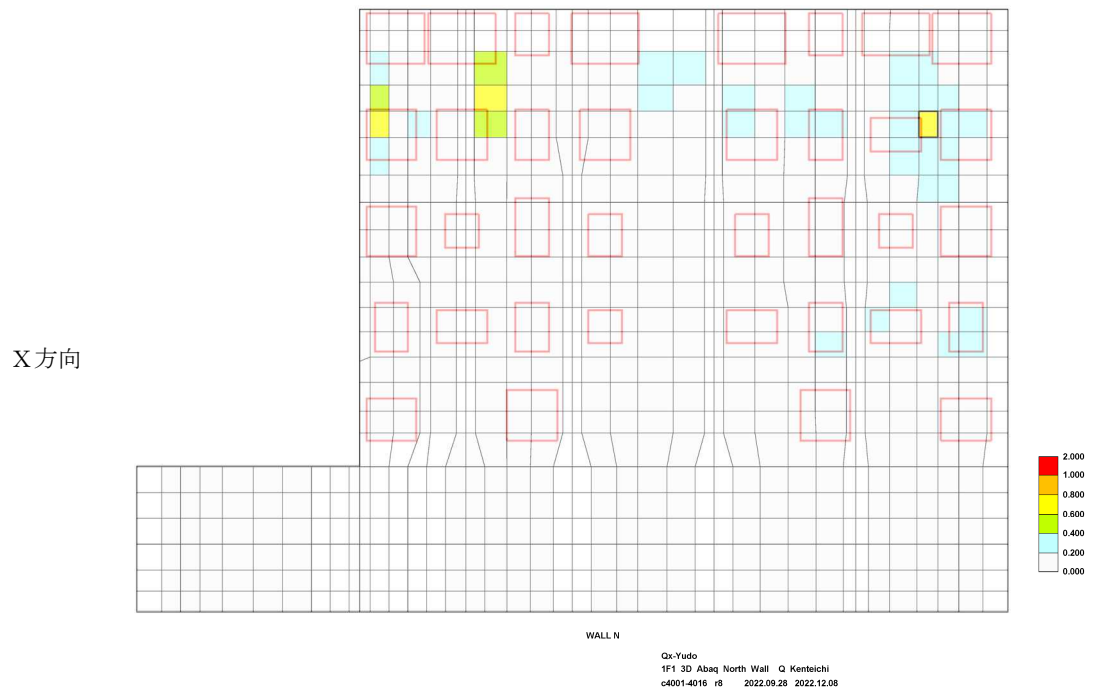 X方向
2.000
1.000
0.800
0.600
0.400
0.200
0.000
WALL N
Qx-Yudo
1F1 3D Abaq North Wall Q Kenteichi
c4001-4016 r8 2022.09.28 2022.12.08